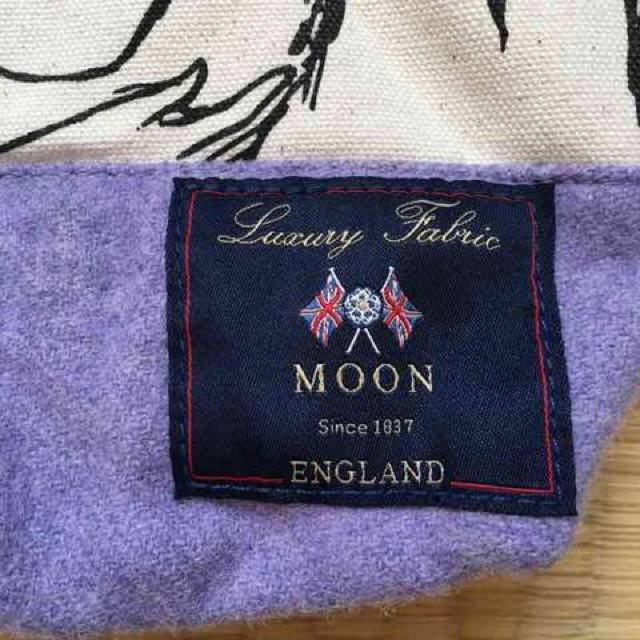 Luxury Fabric
MOON
Since 1837
ENGLAND